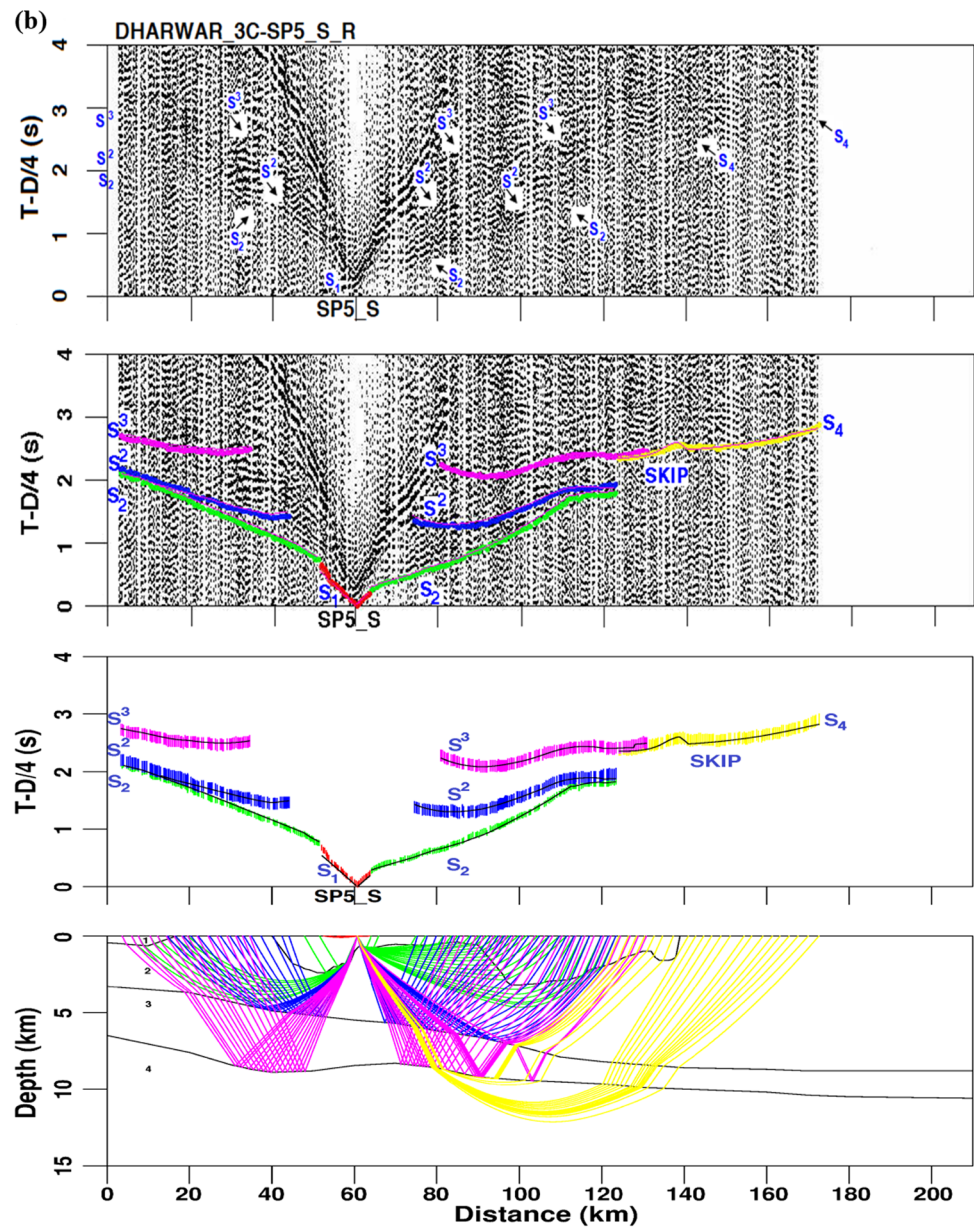 (b)
DHARWAR_3C-SP5_S_R
4
3
2
1
0
T-D/4 (s)
S³
S²
S₂
S³
S²
S₂
S₁
S³
S²
S₂
S³
S²
S₂
S₄
S₄
SP5_S
4
3
2
1
0
T-D/4 (s)
S³
S²
S₂
S₁
S³
S²
S₂
SKIP
S₄
SP5_S
4
3
2
1
0
T-D/4 (s)
S³
S²
S₂
S₁
S³
S²
S₂
SKIP
S₄
SP5_S
0
5
10
15
Depth (km)
1
2
3
4
0 20 40 60 80 100 120 140 160 180 200
Distance (km)